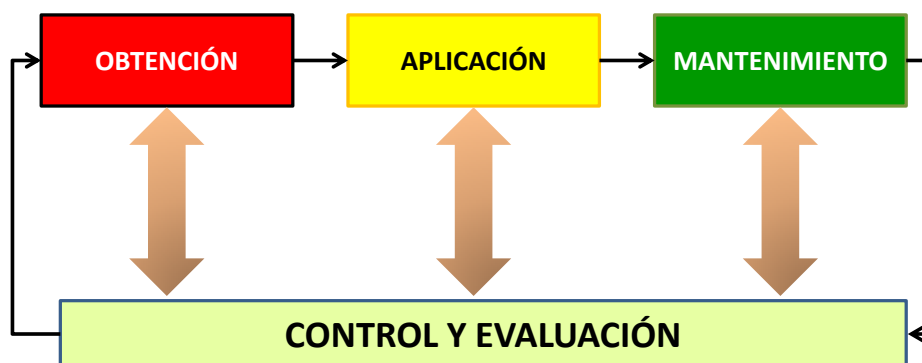 OBTENCIÓN
APLICACIÓN
MANTENIMIENTO
CONTROL Y EVALUACIÓN